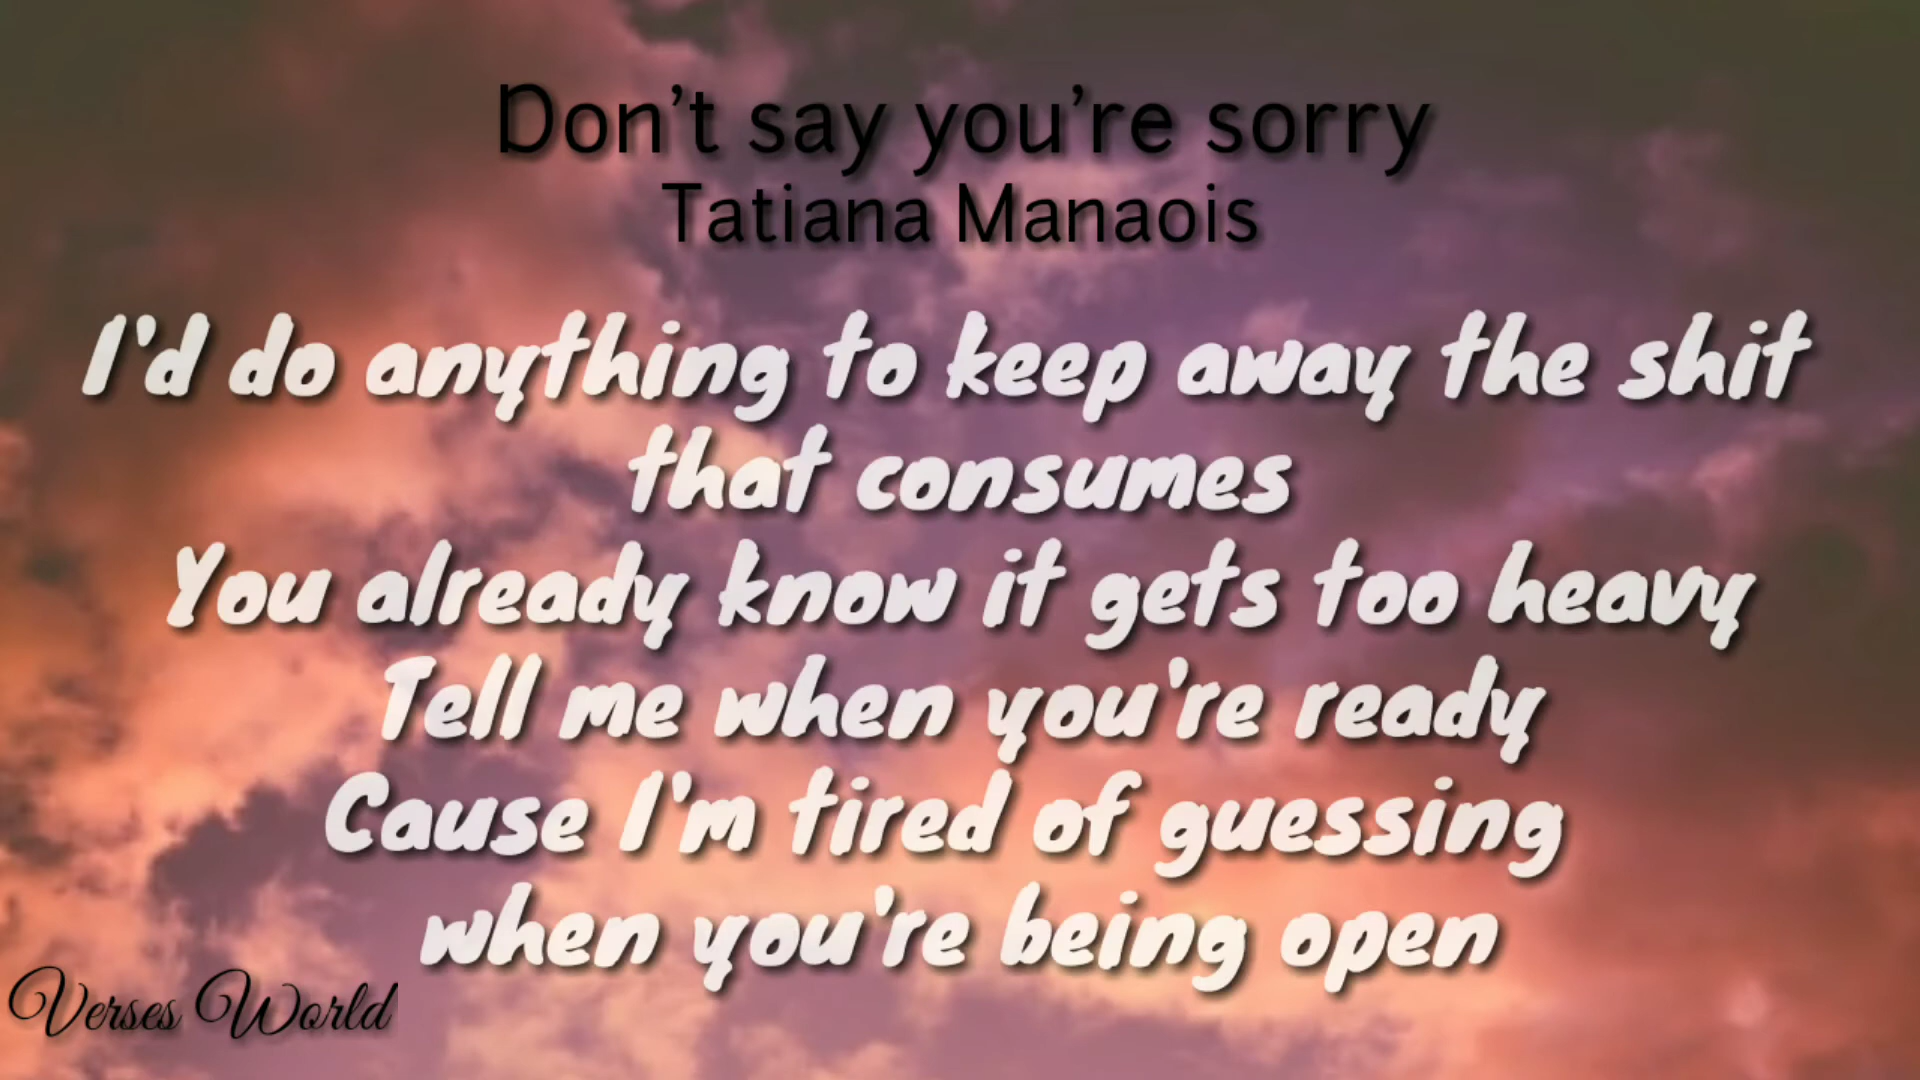 Don’t say you’re sorry
Tatiana Manaois
I'd do anything to keep away the shit
that consumes
You already know it gets too heavy
Tell me when you're ready
Cause I'm tired of guessing
when you're being open
Verses World